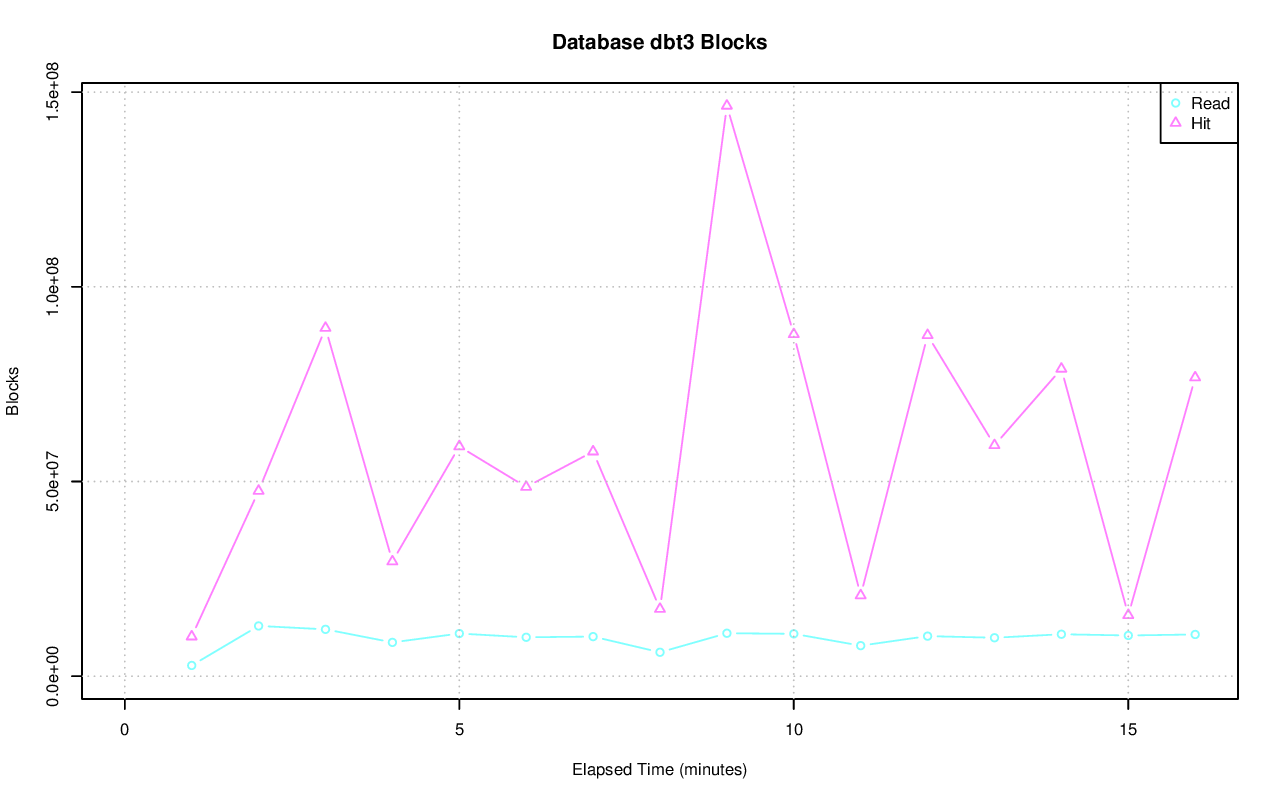 Database dbt3 Blocks
Read
Hit
1.5e+08
1.0e+08
5.0e+07
0.0e+00
Blocks
0 5 10 15
Elapsed Time (minutes)